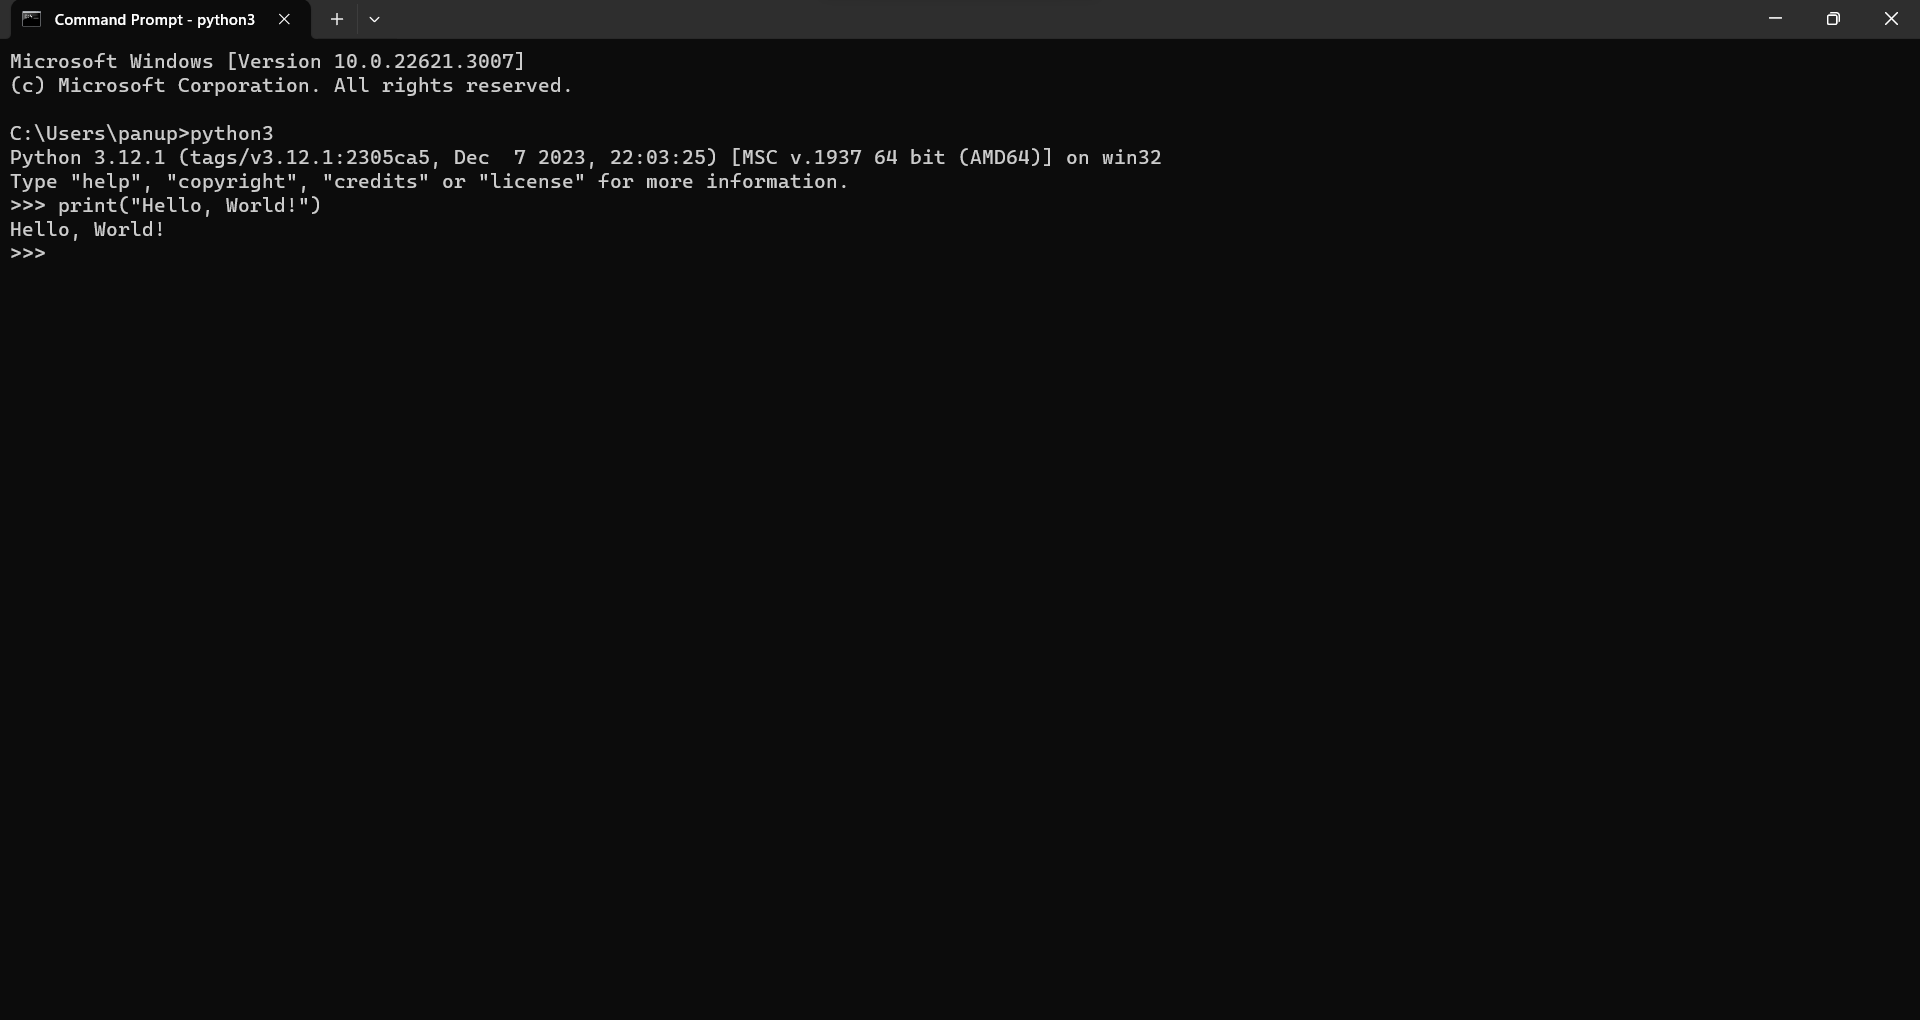 Command Prompt - python3
Microsoft Windows [Version 10.0.22621.3007]
(c) Microsoft Corporation. All rights reserved.
C:\Users\panup>python3
Python 3.12.1 (tags/v3.12.1:2305ca5, Dec  7 2023, 22:03:25) [MSC v.1937 64 bit (AMD64)] on win32
Type "help", "copyright", "credits" or "license" for more information.
>>> print("Hello, World!")
Hello, World!
>>>